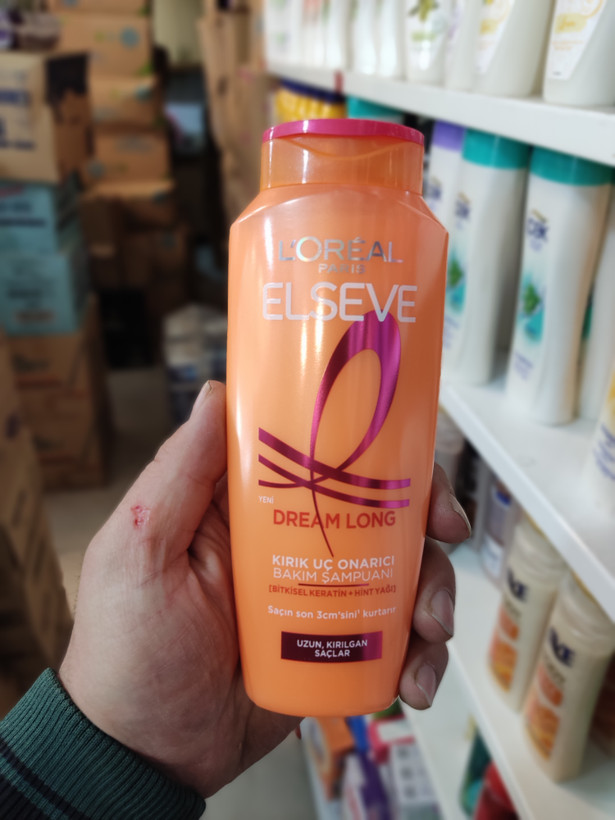 L'ORÉAL
PARIS
ELSEVE
YENİ
DREAM LONG
KIRIK UÇ ONARICI
BAKIM ŞAMPUANI
[BİTKİSEL KERATİN + HİNT YAĞI]
Saçın son 3cm'sini¹ kurtarır
UZUN, KIRILGAN
SAÇLAR